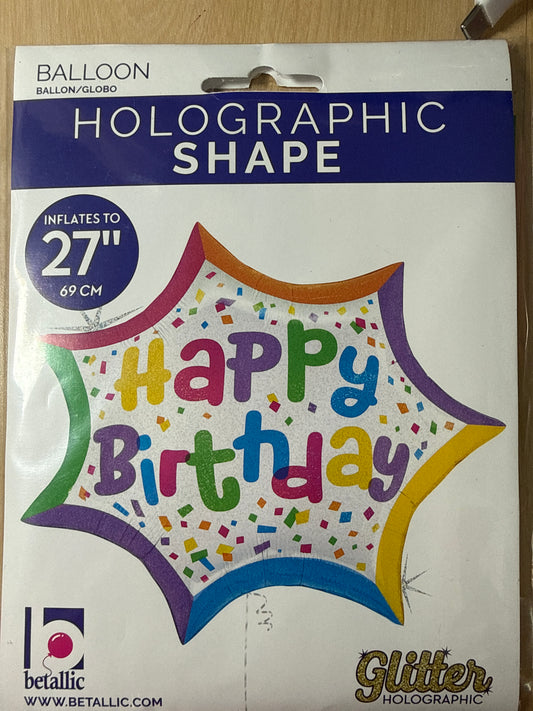 BALLOON
BALLON/GLOBO
HOLOGRAPHIC
SHAPE
INFLATES TO
27"
69 CM
Happy
Birthday
b
betallic
WWW.BETALLIC.COM
Glitter
HOLOGRAPHIC